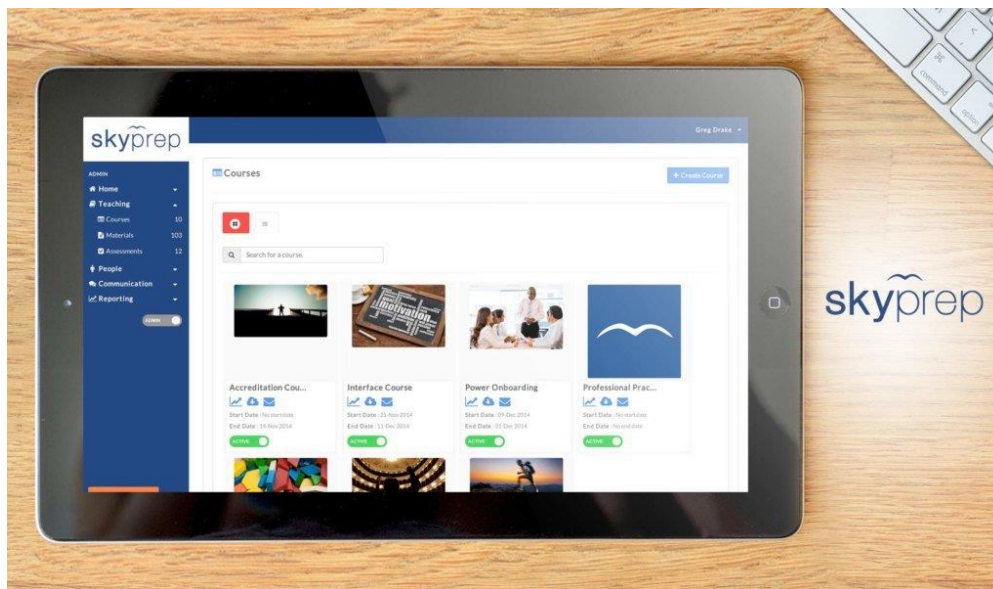 skyprep
Greg Drake
ADMIN
Home
Teaching
Courses 10
Materials 103
Assessments 12
People
Communication
Reporting
ADMIN
Courses
+ Create Course
Search for a course.
motivation
Accreditation Cou...
Start Date : No start date
End Date : 14-Nov 2014
ACTIVE
Interface Course
Start Date : 21-Nov 2014
End Date : 11-Dec 2014
ACTIVE
Power Onboarding
Start Date : 09-Dec 2014
End Date : 31-Dec 2014
ACTIVE
Professional Prac...
Start Date : No start date
End Date : No end date
ACTIVE
skyprep
command
option